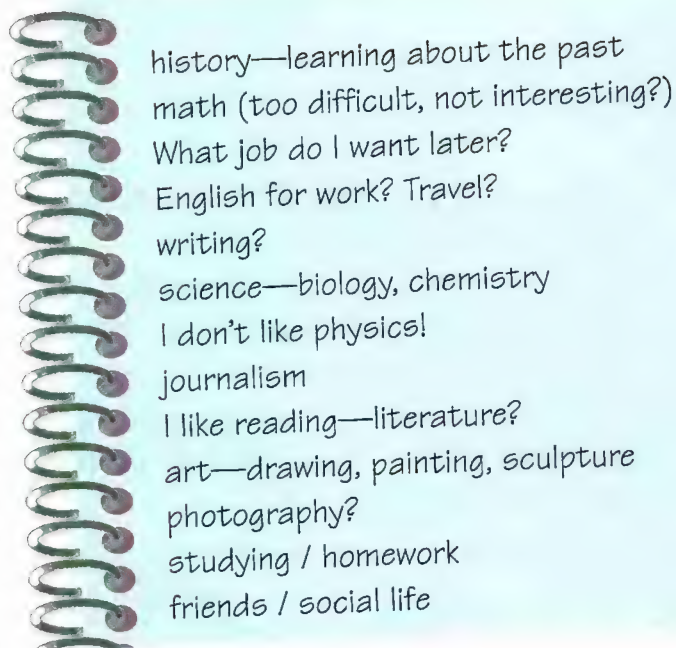 history—learning about the past
math (too difficult, not interesting?)
What job do I want later?
English for work? Travel?
writing?
science—biology, chemistry
I don't like physics!
journalism
I like reading—literature?
art—drawing, painting, sculpture
photography?
studying / homework
friends / social life